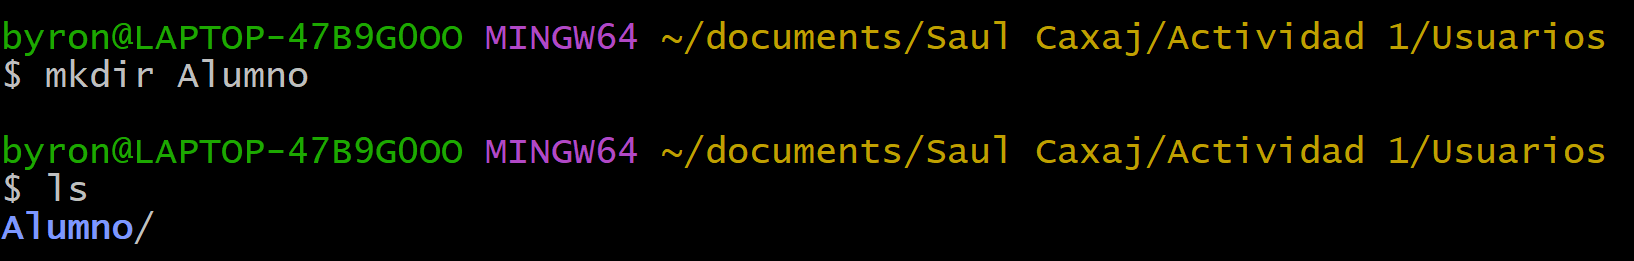 byron@LAPTOP-47B9G0OO MINGW64 ~/documents/Saul Caxaj/Actividad 1/Usuarios
$ mkdir Alumno
byron@LAPTOP-47B9G0OO MINGW64 ~/documents/Saul Caxaj/Actividad 1/Usuarios
$ ls
Alumno/